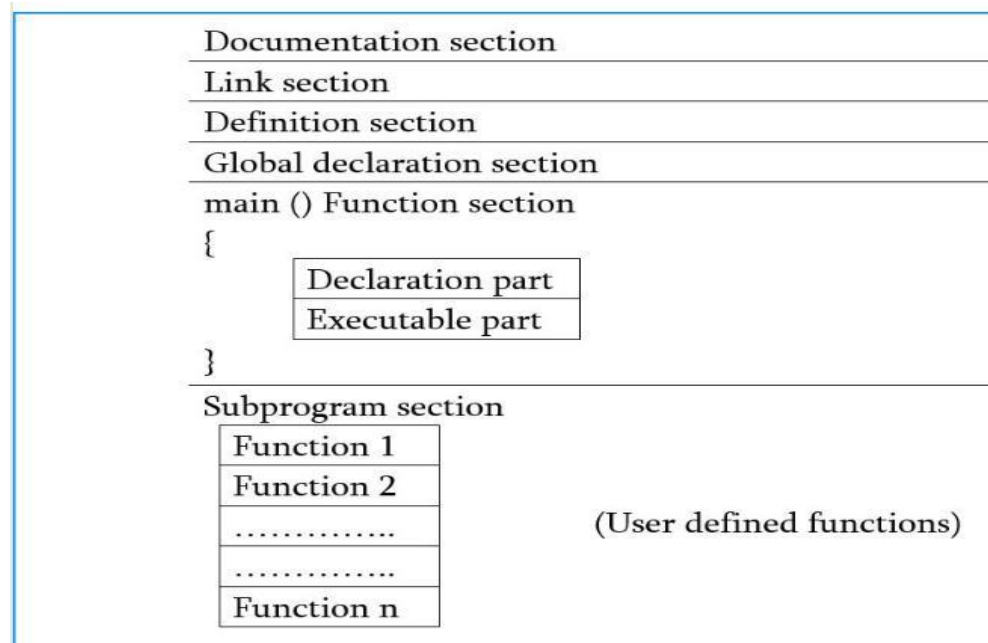 Documentation section
Link section
Definition section
Global declaration section
main () Function section
{
Declaration part
Executable part
}
Subprogram section
Function 1
Function 2
…………..
(User defined functions)
…………..
Function n